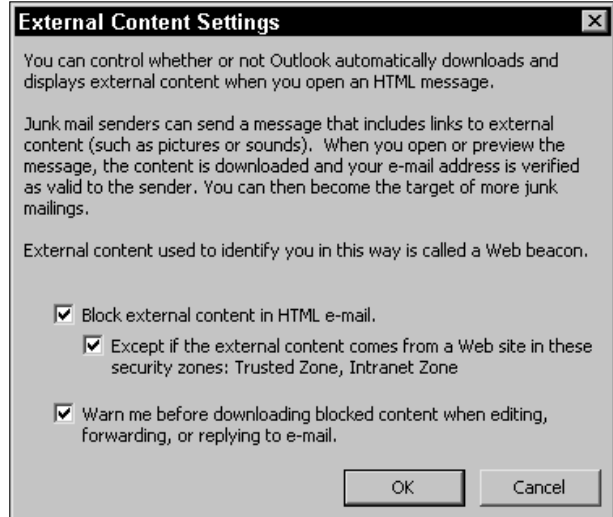 External Content Settings
You can control whether or not Outlook automatically downloads and
displays external content when you open an HTML message.
Junk mail senders can send a message that includes links to external
content (such as pictures or sounds).  When you open or preview the
message, the content is downloaded and your e-mail address is verified
as valid to the sender. You can then become the target of more junk
mailings.
External content used to identify you in this way is called a Web beacon.
Block external content in HTML e-mail.
Except if the external content comes from a Web site in these
security zones: Trusted Zone, Intranet Zone
Warn me before downloading blocked content when editing,
forwarding, or replying to e-mail.
OK Cancel